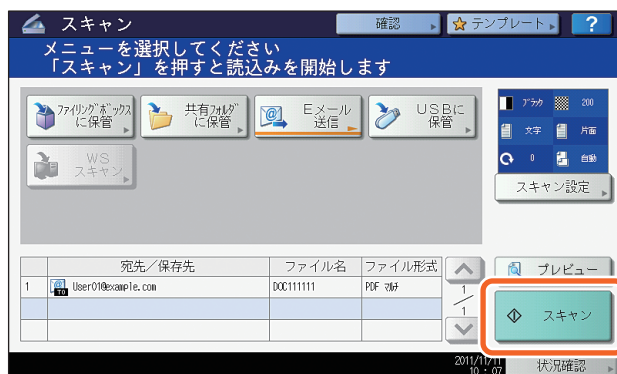 スキャン
確認
テンプレート
?
メニューを選択してください
「スキャン」を押すと読込みを開始します
ファイリングボックス
に保管
共有フォルダ
に保管
Eメール
送信
USBに
保管
WS
スキャン
ブラック
200
文字
片面
0
自動
スキャン設定
宛先/保存先
ファイル名
ファイル形式
1
TO
User01@example.com
DOC111111
PDF マルチ
1
1
プレビュー
スキャン
2011/11/11
10:07
状況確認